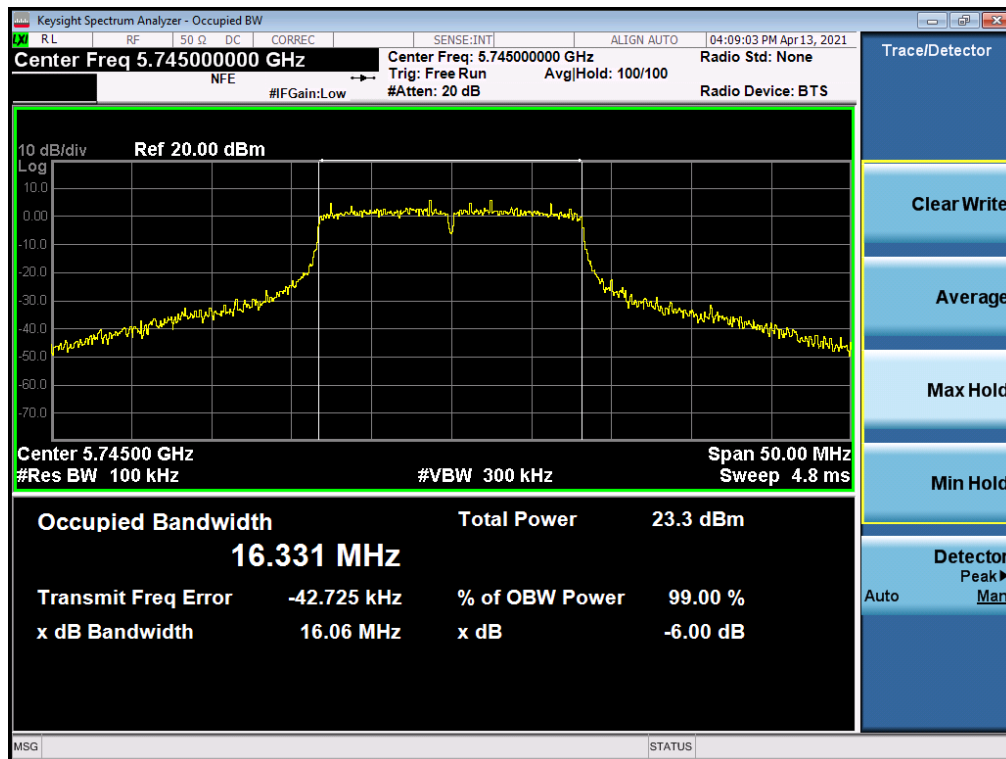 Keysight Spectrum Analyzer - Occupied BW
LXI RL RF 50 Ω DC CORREC SENSE:INT ALIGN AUTO 04:09:03 PM Apr 13, 2021
Center Freq 5.745000000 GHz
NFE
#IFGain:Low
Center Freq: 5.745000000 GHz
Trig: Free Run Avg|Hold: 100/100
#Atten: 20 dB
Radio Std: None
Radio Device: BTS
10 dB/div Ref 20.00 dBm
Log
10.0
0.00
-10.0
-20.0
-30.0
-40.0
-50.0
-60.0
-70.0
Center 5.74500 GHz Span 50.00 MHz
#Res BW 100 kHz #VBW 300 kHz Sweep 4.8 ms
Occupied Bandwidth Total Power 23.3 dBm
16.331 MHz
Transmit Freq Error -42.725 kHz % of OBW Power 99.00 %
x dB Bandwidth 16.06 MHz x dB -6.00 dB
MSG STATUS
Trace/Detector
Clear Write
Average
Max Hold
Min Hold
Detector
Peak
Auto Man